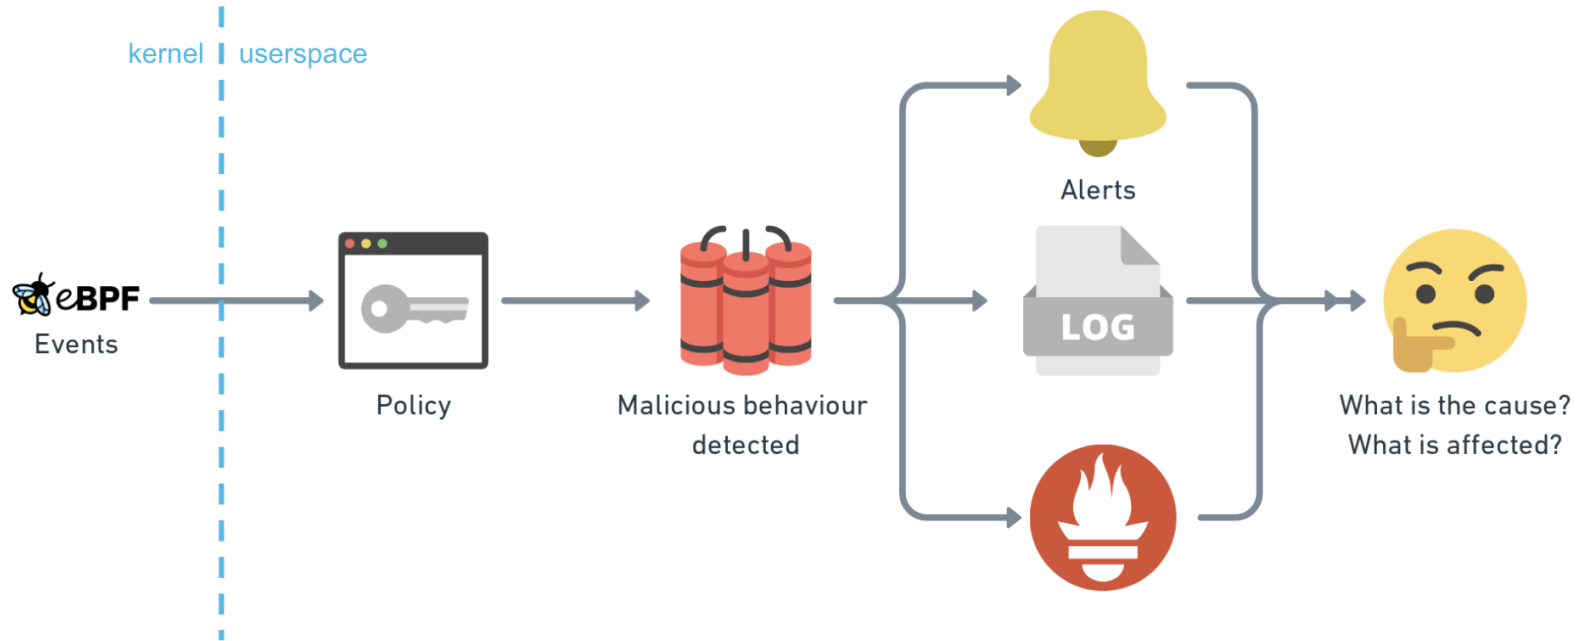 kernel
userspace
eBPF
Events
Policy
Malicious behaviour
detected
Alerts
LOG
What is the cause?
What is affected?